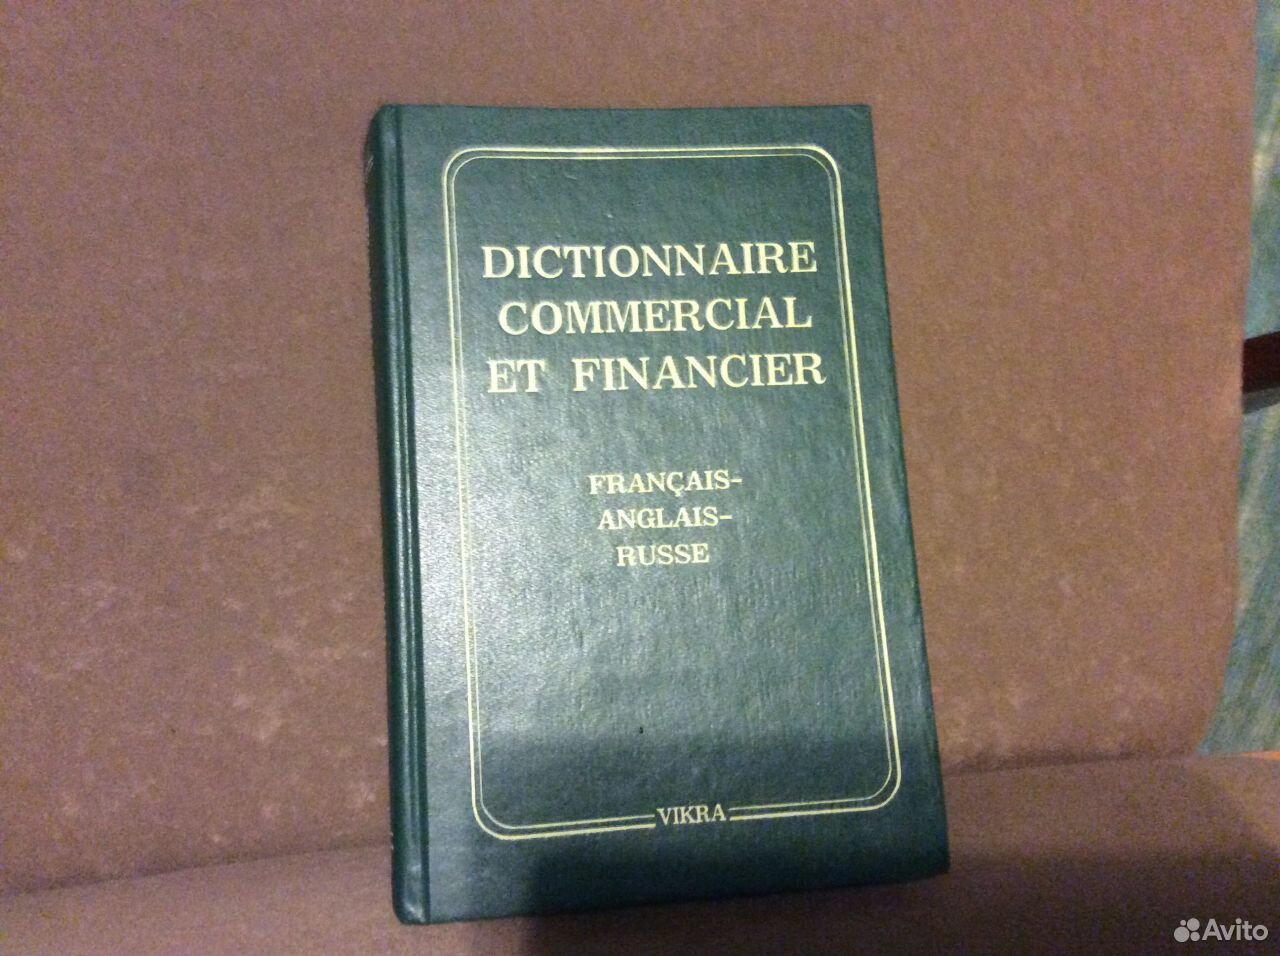 DICTIONNAIRE
COMMERCIAL
ET FINANCIER
FRANÇAIS-
ANGLAIS-
RUSSE
VIKRA
Avito